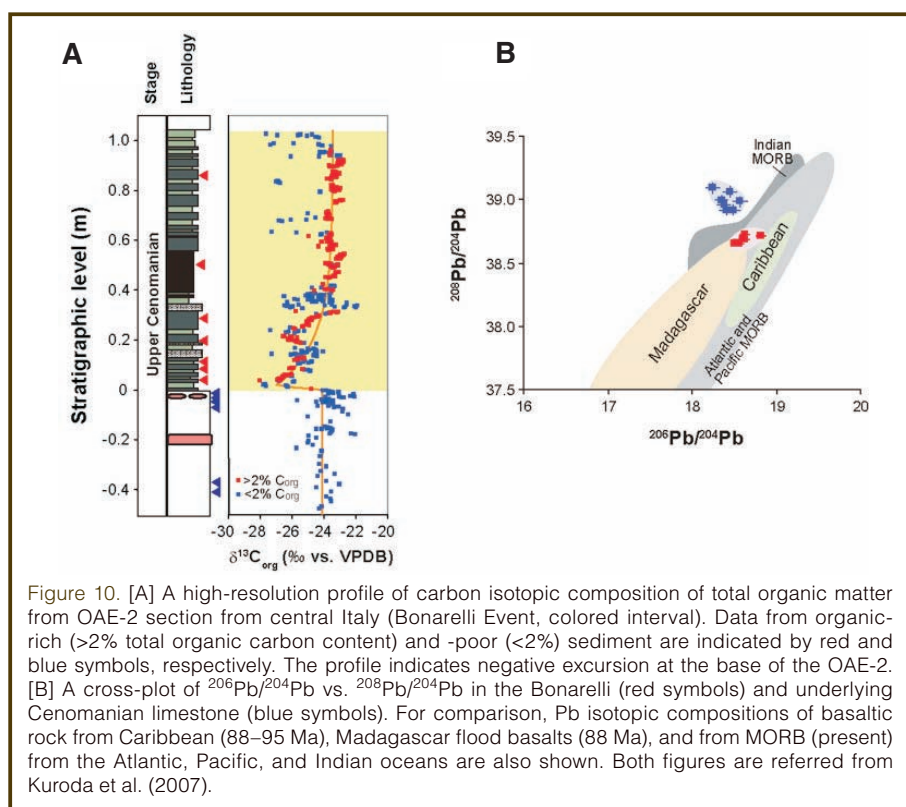 A
B
Stage
Lithology
Upper Cenomanian
Stratigraphic level (m)
1.0
0.8
0.6
0.4
0.2
0
-0.2
-0.4
>2% Corg
<2% Corg
-30 -28 -26 -24 -22 -20
δ¹³Corg (‰ vs. VPDB)
39.5
39.0
38.5
38.0
37.5
²⁰⁸Pb/²⁰⁴Pb
Indian
MORB
Caribbean
Madagascar
Atlantic and
Pacific MORB
16 17 18 19 20
²⁰⁶Pb/²⁰⁴Pb
Figure 10. [A] A high-resolution profile of carbon isotopic composition of total organic matter
from OAE-2 section from central Italy (Bonarelli Event, colored interval). Data from organic-
rich (>2% total organic carbon content) and -poor (<2%) sediment are indicated by red and
blue symbols, respectively. The profile indicates negative excursion at the base of the OAE-2.
[B] A cross-plot of ²⁰⁶Pb/²⁰⁴Pb vs. ²⁰⁸Pb/²⁰⁴Pb in the Bonarelli (red symbols) and underlying
Cenomanian limestone (blue symbols). For comparison, Pb isotopic compositions of basaltic
rock from Caribbean (88–95 Ma), Madagascar flood basalts (88 Ma), and from MORB (present)
from the Atlantic, Pacific, and Indian oceans are also shown. Both figures are referred from
Kuroda et al. (2007).